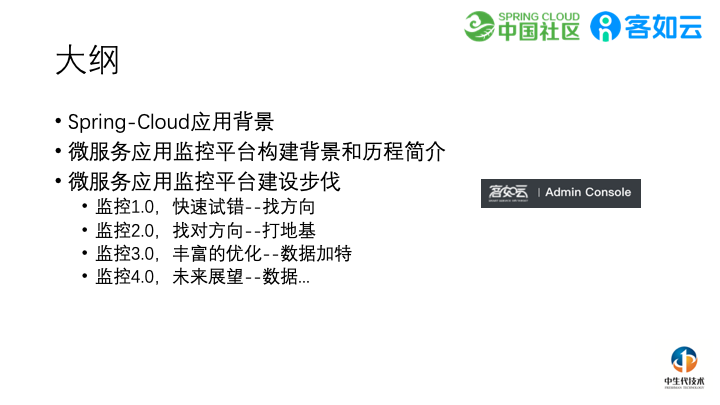 SPRING CLOUD
中国社区
客如云
大纲
• Spring-Cloud应用背景
• 微服务应用监控平台构建背景和历程简介
• 微服务应用监控平台建设步伐
• 监控1.0，快速试错--找方向
• 监控2.0，找对方向--打地基
• 监控3.0，丰富的优化--数据加特
• 监控4.0，未来展望--数据...
客如云 | Admin Console
中生代技术